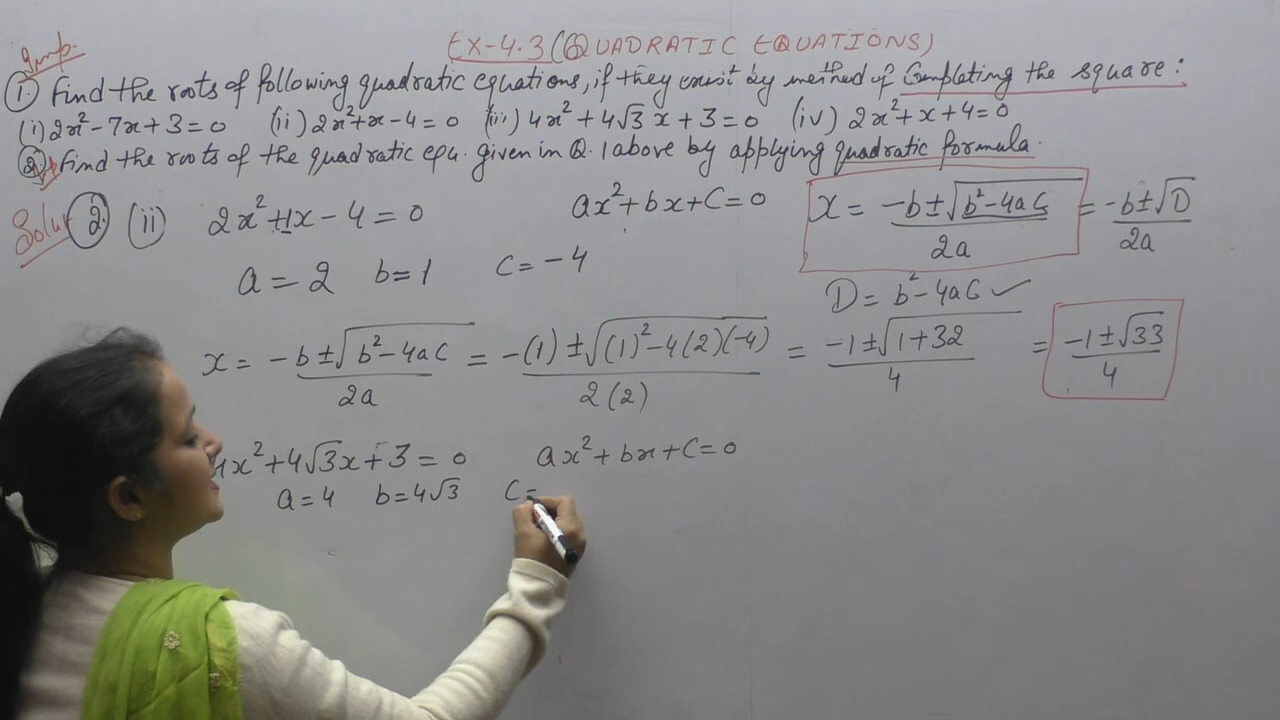 EX-4.3 (QUADRATIC EQUATIONS)
Imp.
① Find the roots of following quadratic equations, if they exist by method of Completing the square:
(i) 2x²-7x+3=0 (ii) 2x²+x-4=0 (iii) 4x²+4√3x+3=0 (iv) 2x²+x+4=0
② Find the roots of the quadratic equ. given in Q.1 above by applying quadratic formula.
Solu ② (ii) 2x²+1x-4=0 ax²+bx+C=0 x = (-b±√(b²-4aC))/2a = (-b±√D)/2a
a=2 b=1 C=-4 D=b²-4aC ✓
x = (-b±√(b²-4aC))/2a = (-(1)±√((1)²-4(2)(-4)))/2(2) = (-1±√(1+32))/4 = (-1±√33)/4
4x²+4√3x+3=0 ax²+bx+C=0
a=4 b=4√3 C=